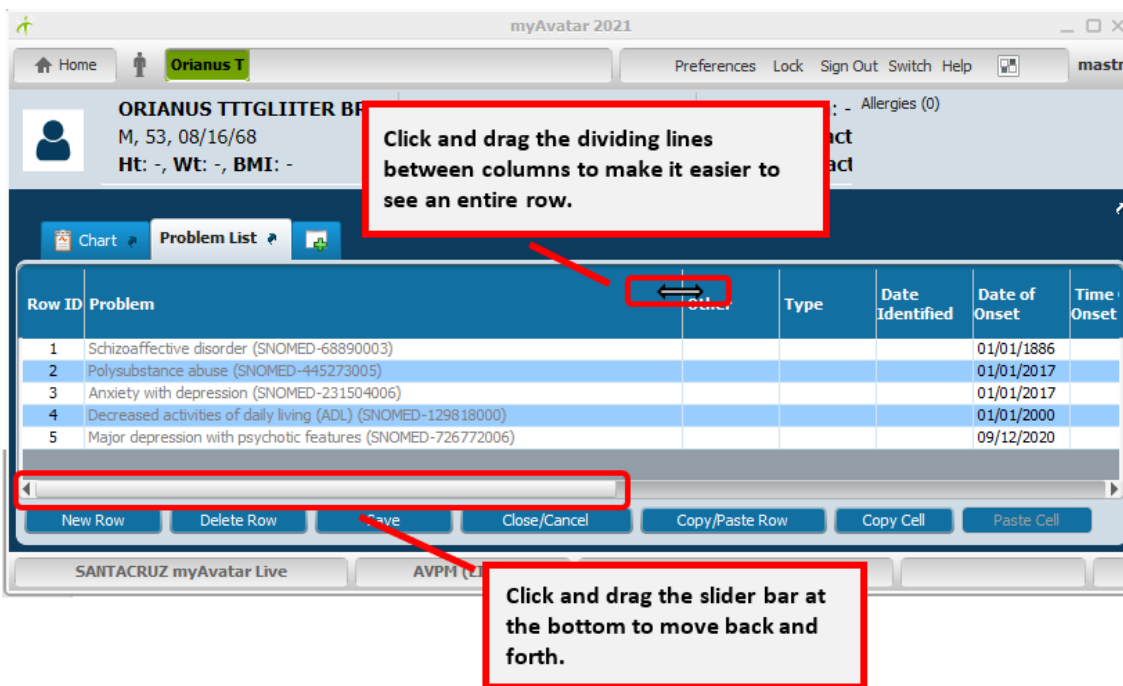 myAvatar 2021
Home
Orianus T
Preferences Lock Sign Out Switch Help
ORIANUS TTTGLIITER
M, 53, 08/16/68
Ht: -, Wt: -, BMI: -
: - Allergies (0)
Click and drag the dividing lines
between columns to make it easier to
see an entire row.
Chart
Problem List
Row ID Problem Other Type Date Identified Date of Onset Time Onset
1 Schizoaffective disorder (SNOMED-68890003) 01/01/1886
2 Polysubstance abuse (SNOMED-445273005) 01/01/2017
3 Anxiety with depression (SNOMED-231504006) 01/01/2017
4 Decreased activities of daily living (ADL) (SNOMED-129818000) 01/01/2000
5 Major depression with psychotic features (SNOMED-726772006) 09/12/2020
New Row Delete Row Save Close/Cancel Copy/Paste Row Copy Cell Paste Cell
SANTACRUZ myAvatar Live AVPM
Click and drag the slider bar at
the bottom to move back and
forth.